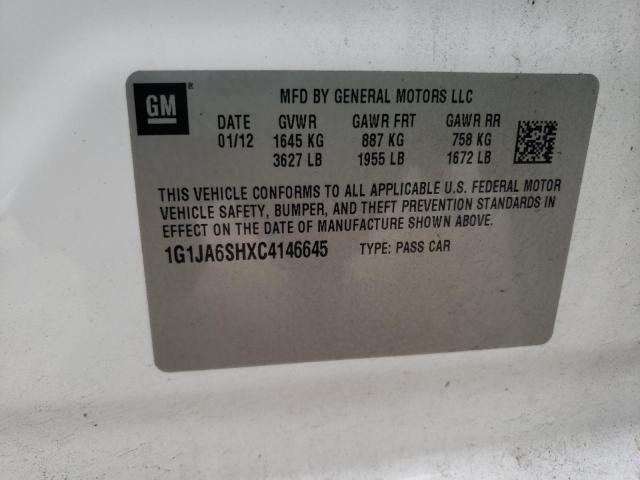 GM
®
MFD BY GENERAL MOTORS LLC
DATE GVWR GAWR FRT GAWR RR
01/12 1645 KG 887 KG 758 KG
3627 LB 1955 LB 1672 LB
THIS VEHICLE CONFORMS TO ALL APPLICABLE U.S. FEDERAL MOTOR
VEHICLE SAFETY, BUMPER, AND THEFT PREVENTION STANDARDS IN
EFFECT ON THE DATE OF MANUFACTURE SHOWN ABOVE.
1G1JA6SHXC4146645 TYPE: PASS CAR